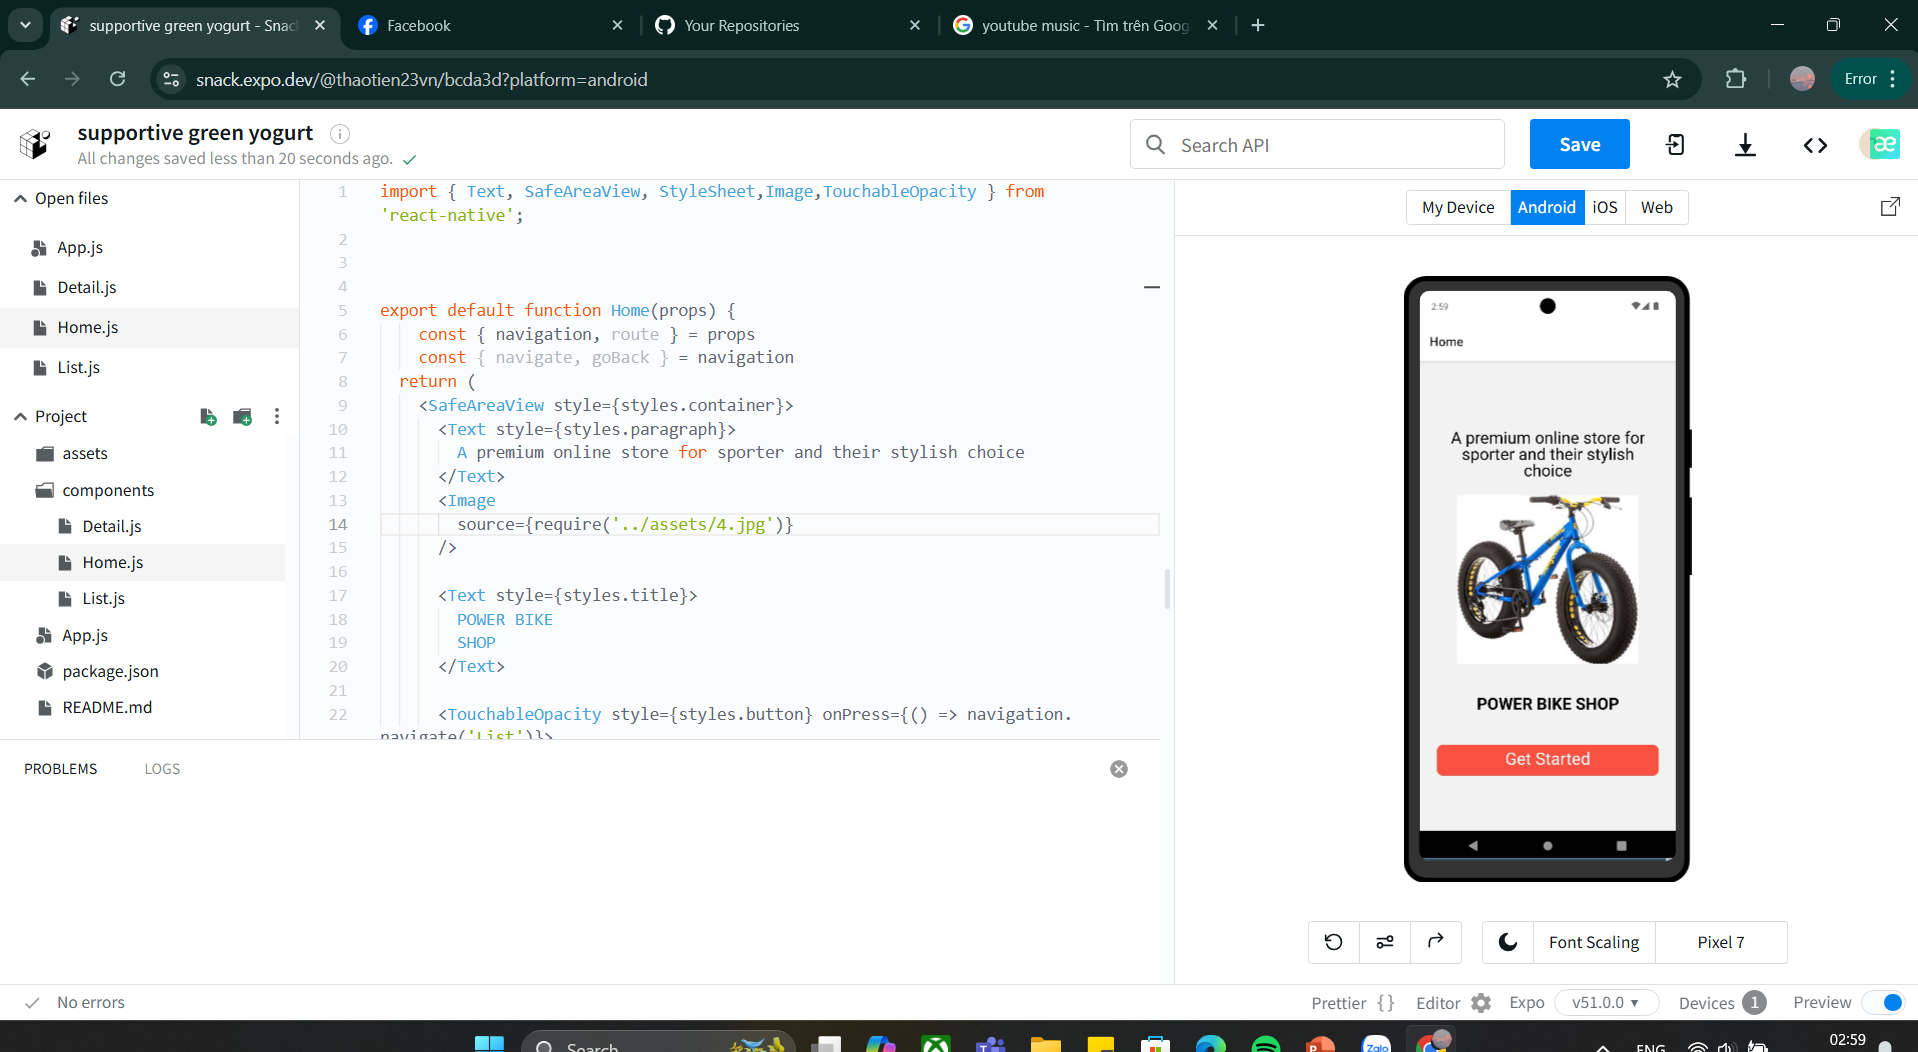 supportive green yogurt - Snac
Facebook
Your Repositories
youtube music - Tìm trên Goog
snack.expo.dev/@thaotien23vn/bcda3d?platform=android
Error
supportive green yogurt
All changes saved less than 20 seconds ago.
Search API
Save
æ
Open files
App.js
Detail.js
Home.js
List.js
Project
assets
components
Detail.js
Home.js
List.js
App.js
package.json
README.md
1 import { Text, SafeAreaView, StyleSheet,Image,TouchableOpacity } from
'react-native';
2
3
4
5 export default function Home(props) {
6 const { navigation, route } = props
7 const { navigate, goBack } = navigation
8 return (
9 <SafeAreaView style={styles.container}>
10 <Text style={styles.paragraph}>
11 A premium online store for sporter and their stylish choice
12 </Text>
13 <Image
14 source={require('../assets/4.jpg')}
15 />
16
17 <Text style={styles.title}>
18 POWER BIKE
19 SHOP
20 </Text>
21
22 <TouchableOpacity style={styles.button} onPress={() => navigation.
navigate('List')}>
PROBLEMS
LOGS
My Device
Android
iOS
Web
2:59
Home
A premium online store for
sporter and their stylish
choice
POWER BIKE SHOP
Get Started
Font Scaling
Pixel 7
No errors
Prettier {}
Editor
Expo
v51.0.0
Devices 1
Preview
Search
Zalo
ENG
02:59